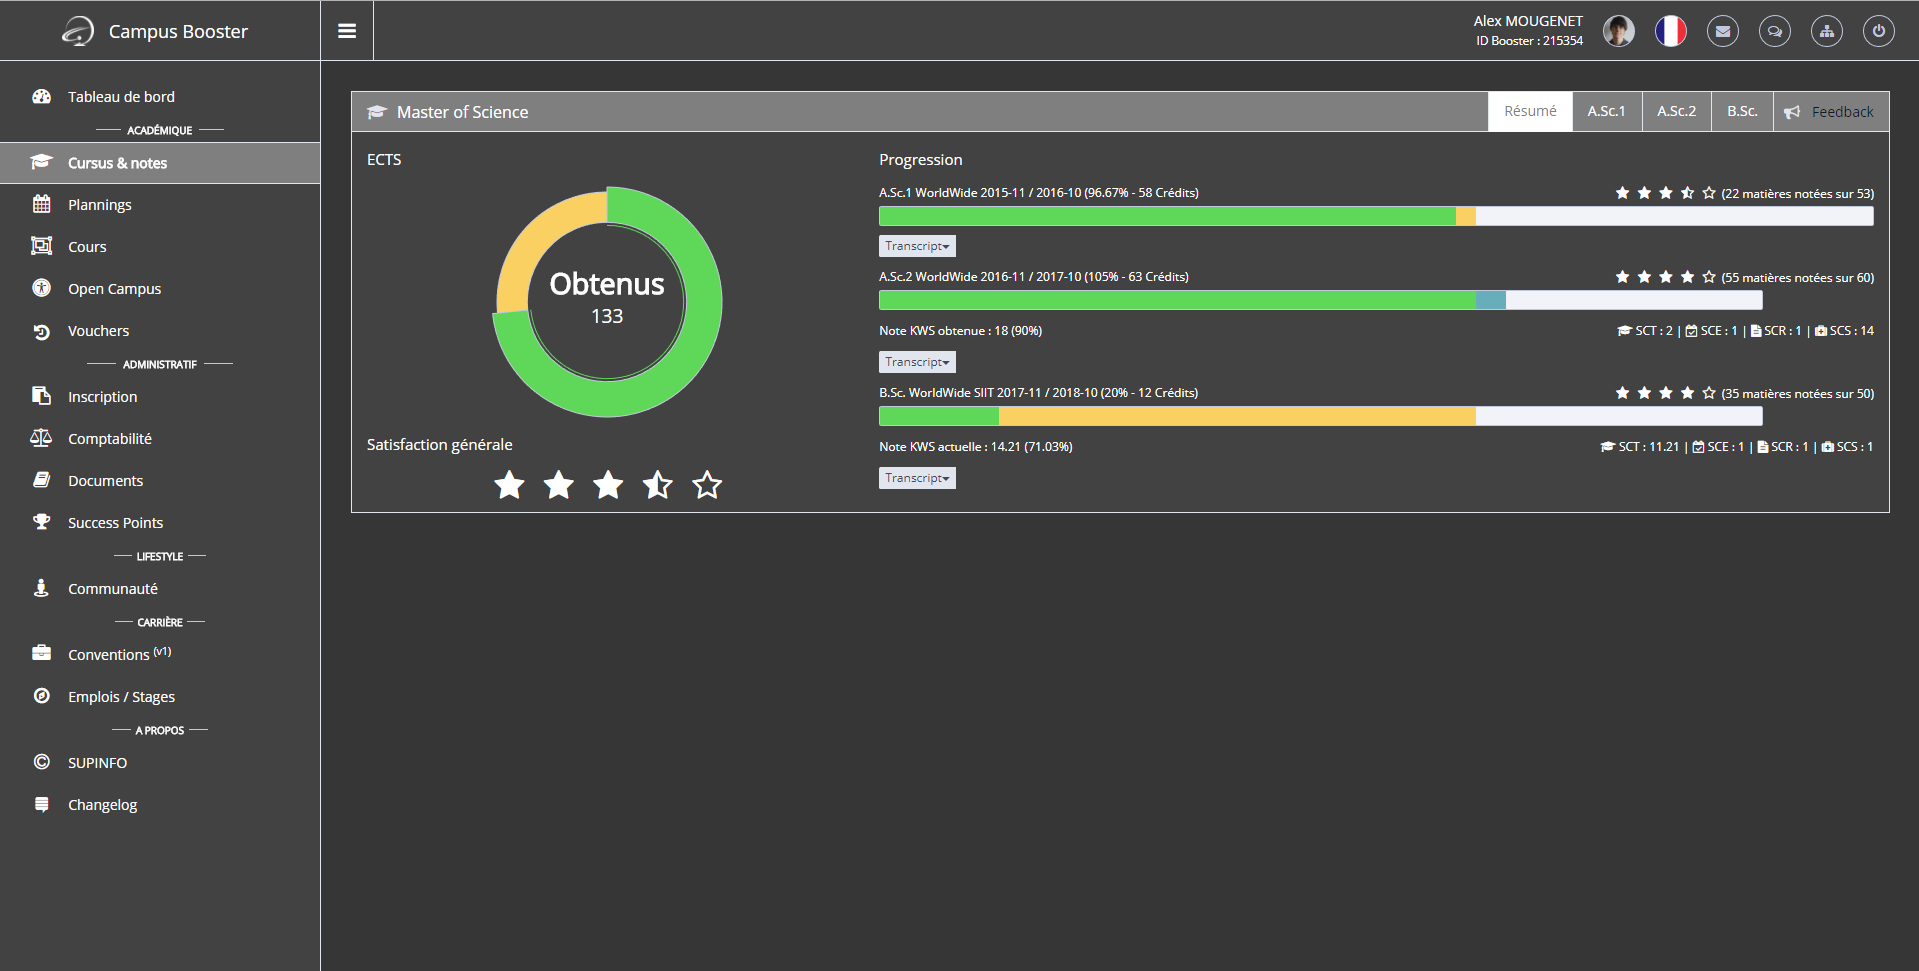 Campus Booster
Alex MOUGENET
ID Booster : 215354
Tableau de bord
ACADÉMIQUE
Cursus & notes
Plannings
Cours
Open Campus
Vouchers
ADMINISTRATIF
Inscription
Comptabilité
Documents
Success Points
LIFESTYLE
Communauté
CARRIÈRE
Conventions (v1)
Emplois / Stages
A PROPOS
SUPINFO
Changelog
Master of Science
Résumé
A.Sc.1
A.Sc.2
B.Sc.
Feedback
ECTS
Obtenus
133
Satisfaction générale
Progression
A.Sc.1 WorldWide 2015-11 / 2016-10 (96.67% - 58 Crédits)
(22 matières notées sur 53)
Transcript
A.Sc.2 WorldWide 2016-11 / 2017-10 (105% - 63 Crédits)
(55 matières notées sur 60)
Note KWS obtenue : 18 (90%)
SCT : 2 | SCE : 1 | SCR : 1 | SCS : 14
Transcript
B.Sc. WorldWide SIIT 2017-11 / 2018-10 (20% - 12 Crédits)
(35 matières notées sur 50)
Note KWS actuelle : 14.21 (71.03%)
SCT : 11.21 | SCE : 1 | SCR : 1 | SCS : 1
Transcript